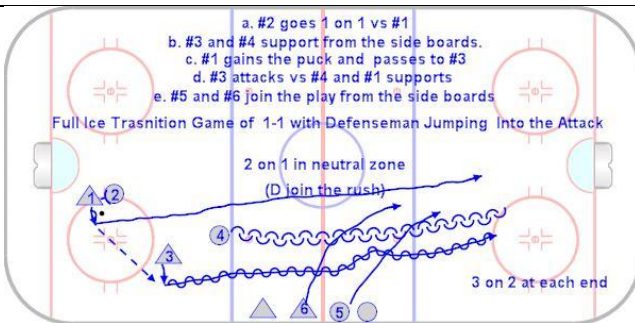 a. #2 goes 1 on 1 vs #1
b. #3 and #4 support from the side boards.
c. #1 gains the puck and passes to #3
d. #3 attacks vs #4 and #1 supports
e. #5 and #6 join the play from the side boards
Full Ice Trasnition Game of 1-1 with Defenseman Jumping Into the Attack
2 on 1 in neutral zone
(D join the rush)
1 2
4
3
3 on 2 at each end
6 5